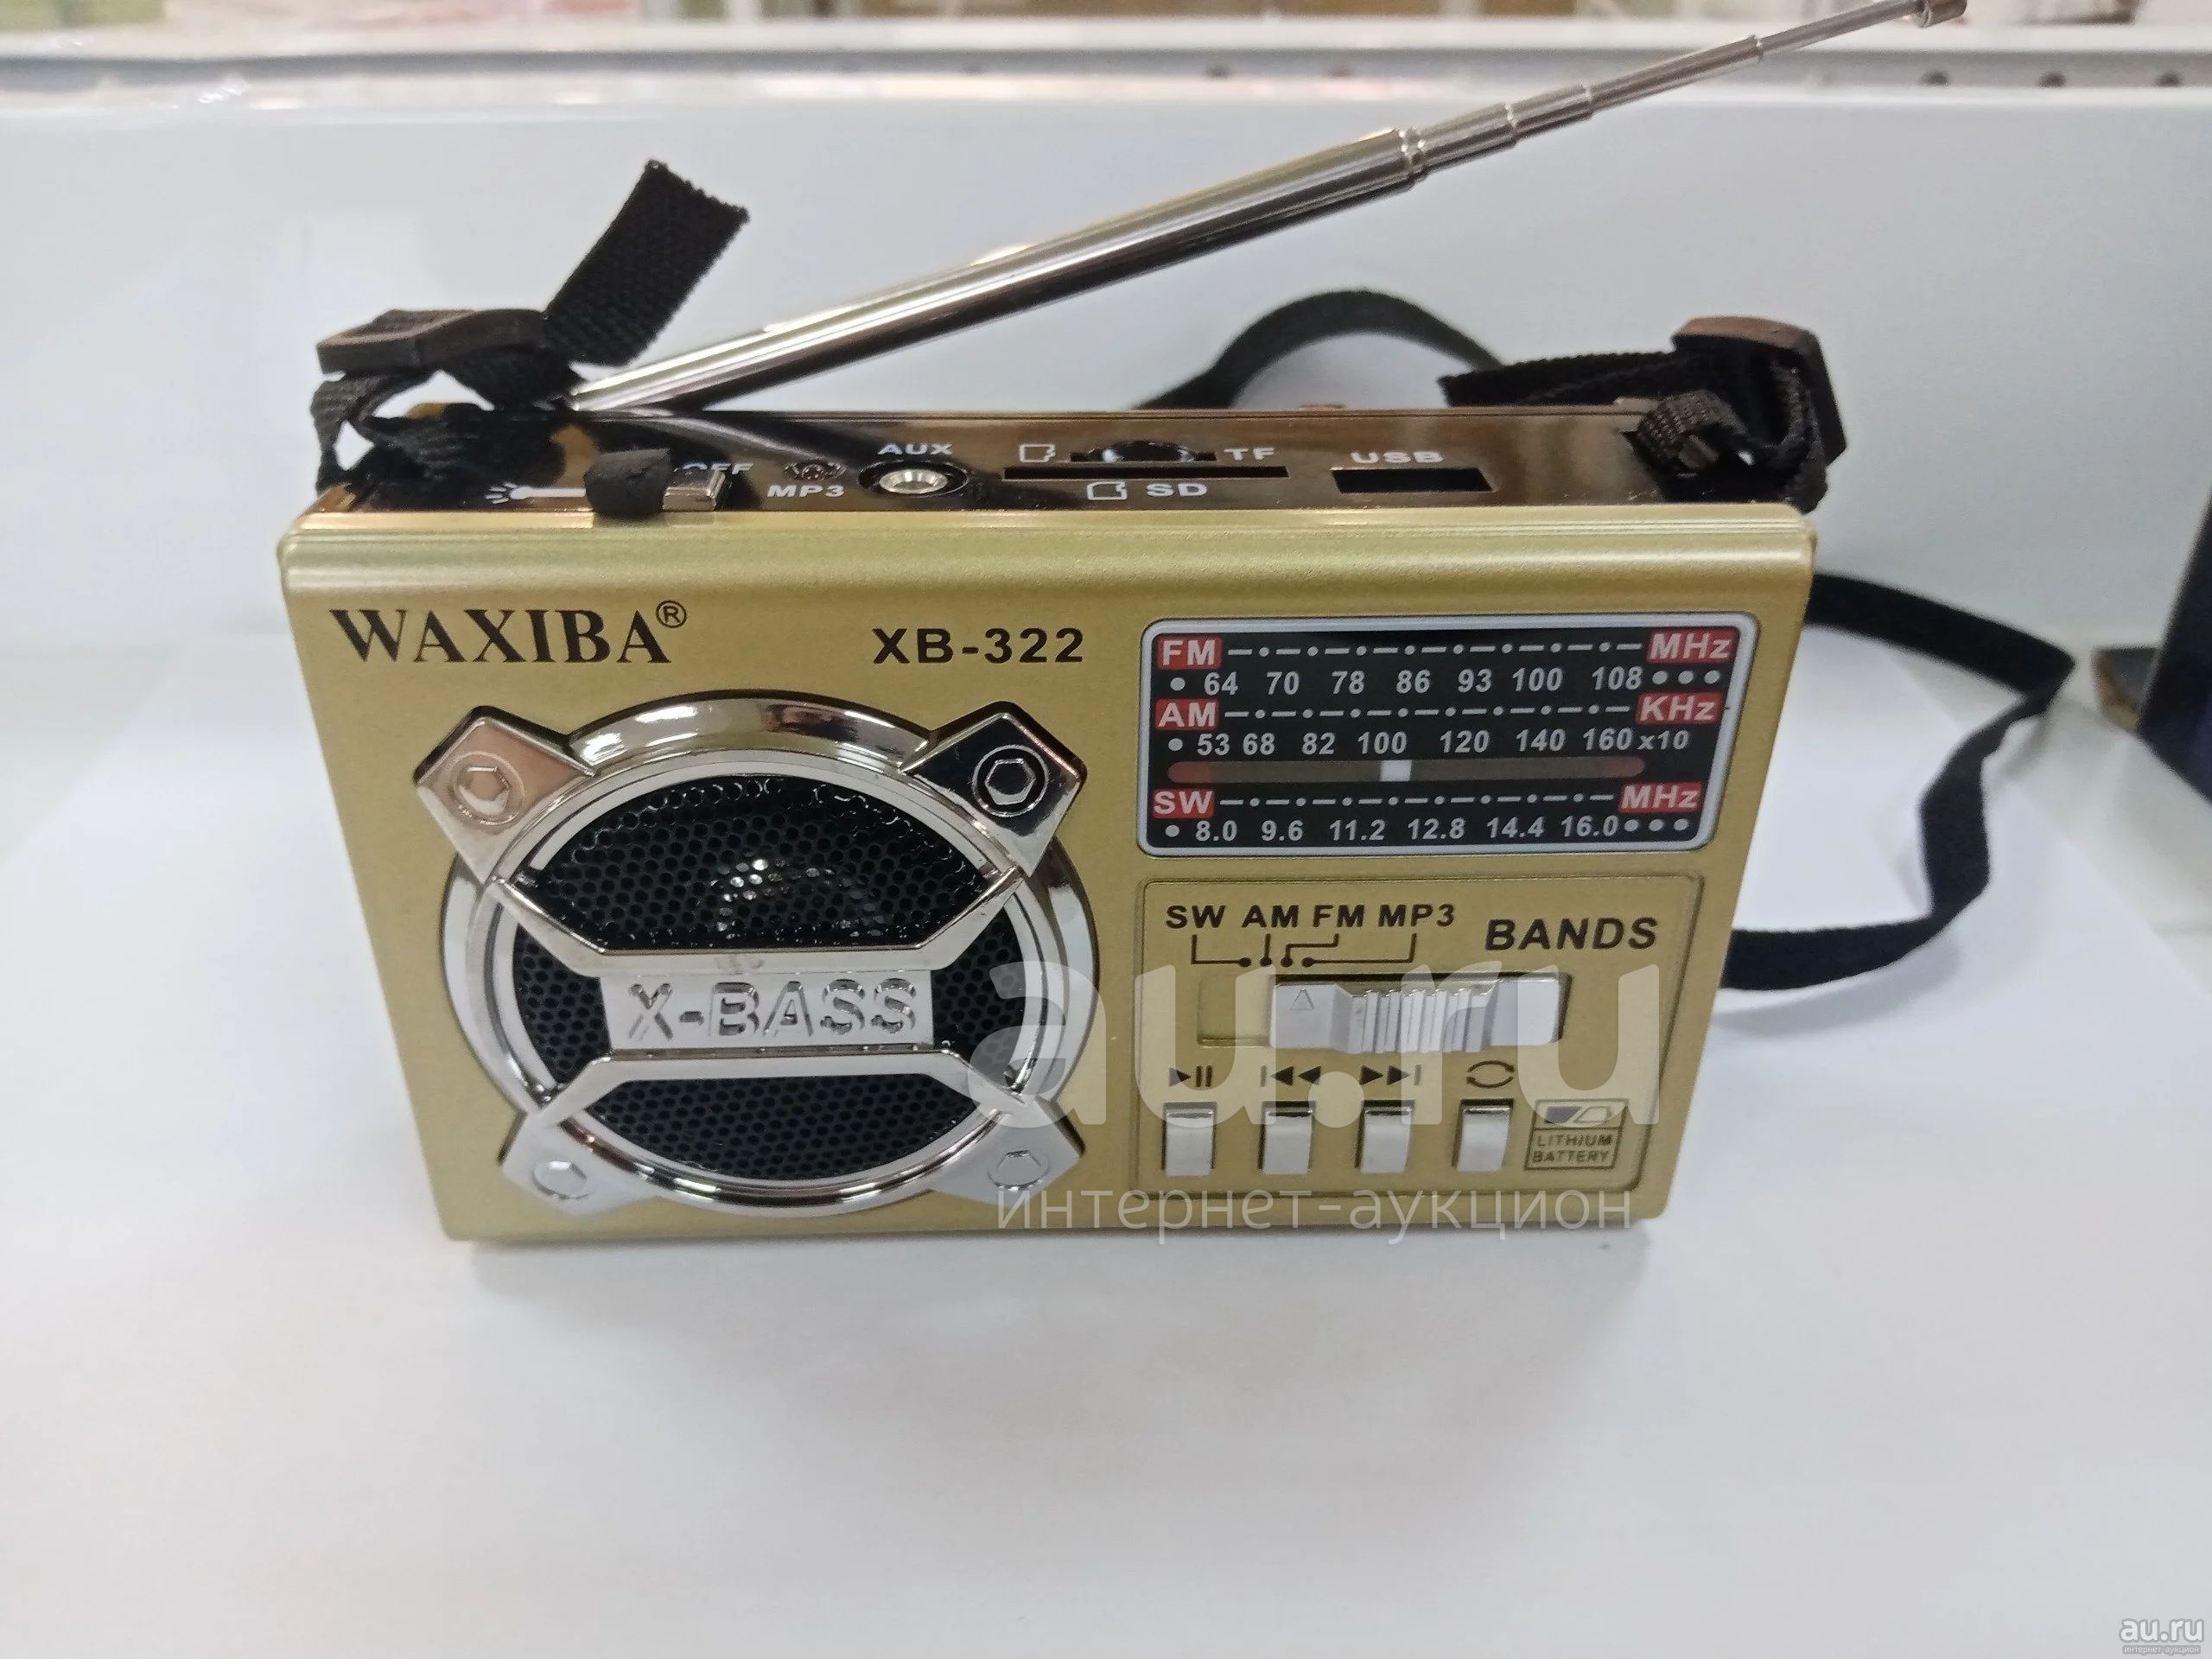 AUX
TF
USB
OFF
MP3
SD
WAXIBA®
XB-322
FM MHz
64 70 78 86 93 100 108
AM KHz
53 68 82 100 120 140 160 x10
SW MHz
8.0 9.6 11.2 12.8 14.4 16.0
SW AM FM MP3
BANDS
X-BASS
LITHIUM
BATTERY
au.ru
интернет-аукцион
au.ru
интернет-аукцион